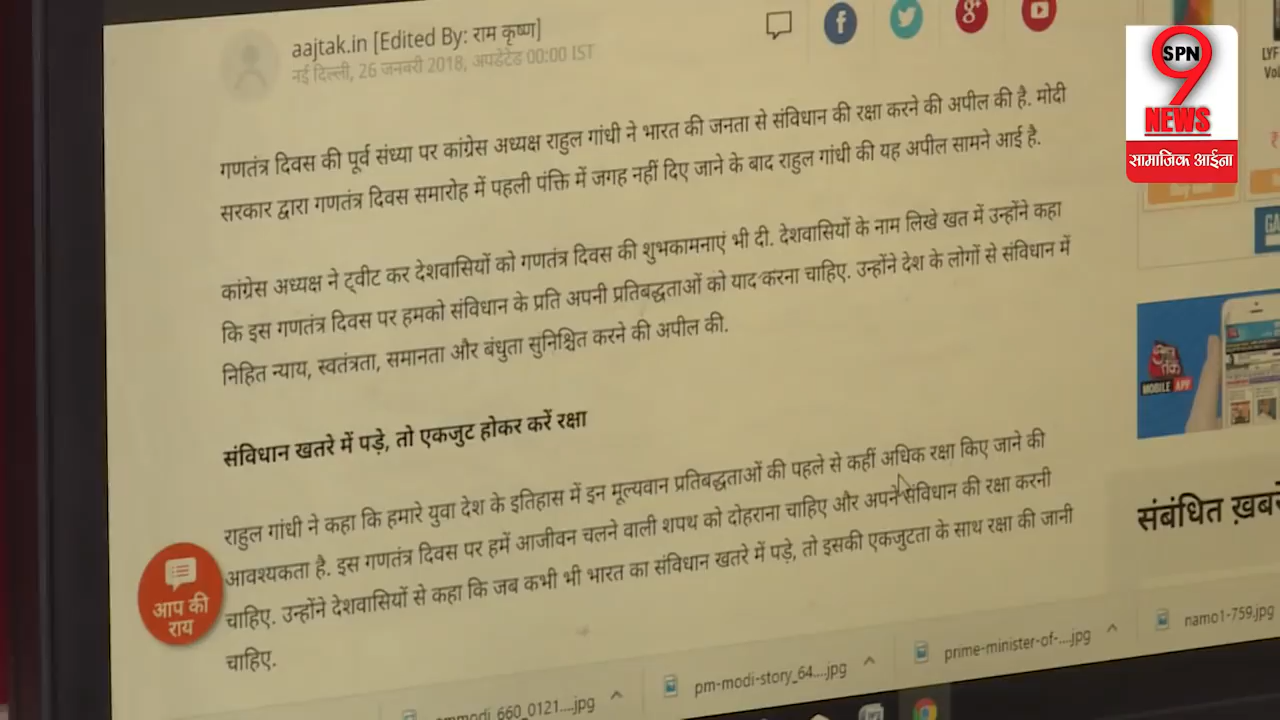 aajtak.in [Edited By: राम कृष्ण]
नई दिल्ली, 26 जनवरी 2018, अपडेटेड 00:00 IST
SPN
9
NEWS
सामाजिक आईना
LYF
गणतंत्र दिवस की पूर्व संध्या पर कांग्रेस अध्यक्ष राहुल गांधी ने भारत की जनता से संविधान की रक्षा करने की अपील की है. मोदी
सरकार द्वारा गणतंत्र दिवस समारोह में पहली पंक्ति में जगह नहीं दिए जाने के बाद राहुल गांधी की यह अपील सामने आई है.
कांग्रेस अध्यक्ष ने ट्वीट कर देशवासियों को गणतंत्र दिवस की शुभकामनाएं भी दी. देशवासियों के नाम लिखे खत में उन्होंने कहा
कि इस गणतंत्र दिवस पर हमको संविधान के प्रति अपनी प्रतिबद्धताओं को याद करना चाहिए. उन्होंने देश के लोगों से संविधान में
निहित न्याय, स्वतंत्रता, समानता और बंधुता सुनिश्चित करने की अपील की.
संविधान खतरे में पड़े, तो एकजुट होकर करें रक्षा
राहुल गांधी ने कहा कि हमारे युवा देश के इतिहास में इन मूल्यवान प्रतिबद्धताओं की पहले से कहीं अधिक रक्षा किए जाने की
आवश्यकता है. इस गणतंत्र दिवस पर हमें आजीवन चलने वाली शपथ को दोहराना चाहिए और अपने संविधान की रक्षा करनी
चाहिए. उन्होंने देशवासियों से कहा कि जब कभी भी भारत का संविधान खतरे में पड़े, तो इसकी एकजुटता के साथ रक्षा की जानी
चाहिए.
आप की
राय
MOBILE APP
संबंधित ख़बरें
pmmodi_660_0121....jpg
pm-modi-story_64....jpg
prime-minister-of-....jpg
namo1-759.jpg